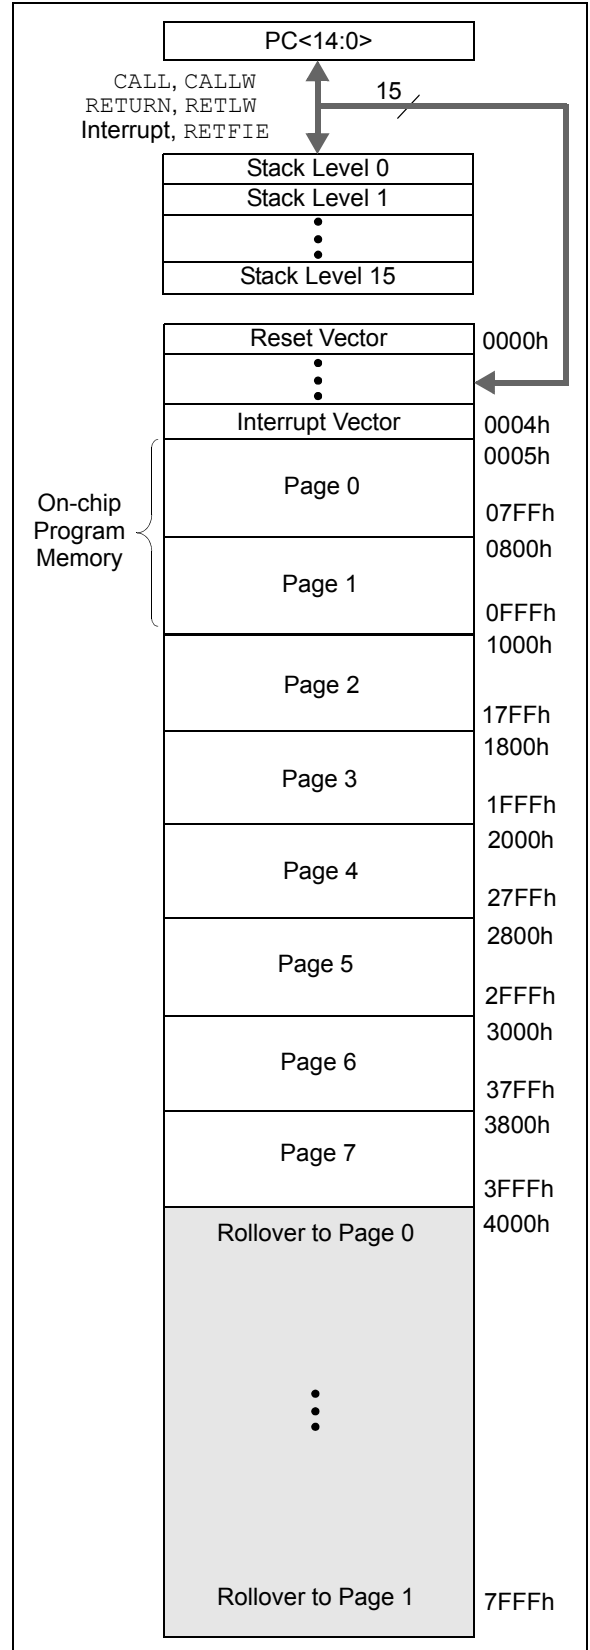 PC<14:0>
CALL, CALLW
RETURN, RETLW
Interrupt, RETFIE
15
Stack Level 0
Stack Level 1
Stack Level 15
Reset Vector
0000h
Interrupt Vector
0004h
0005h
On-chip
Program
Memory
Page 0
07FFh
0800h
Page 1
0FFFh
1000h
Page 2
17FFh
1800h
Page 3
1FFFh
2000h
Page 4
27FFh
2800h
Page 5
2FFFh
3000h
Page 6
37FFh
3800h
Page 7
3FFFh
4000h
Rollover to Page 0
Rollover to Page 1
7FFFh